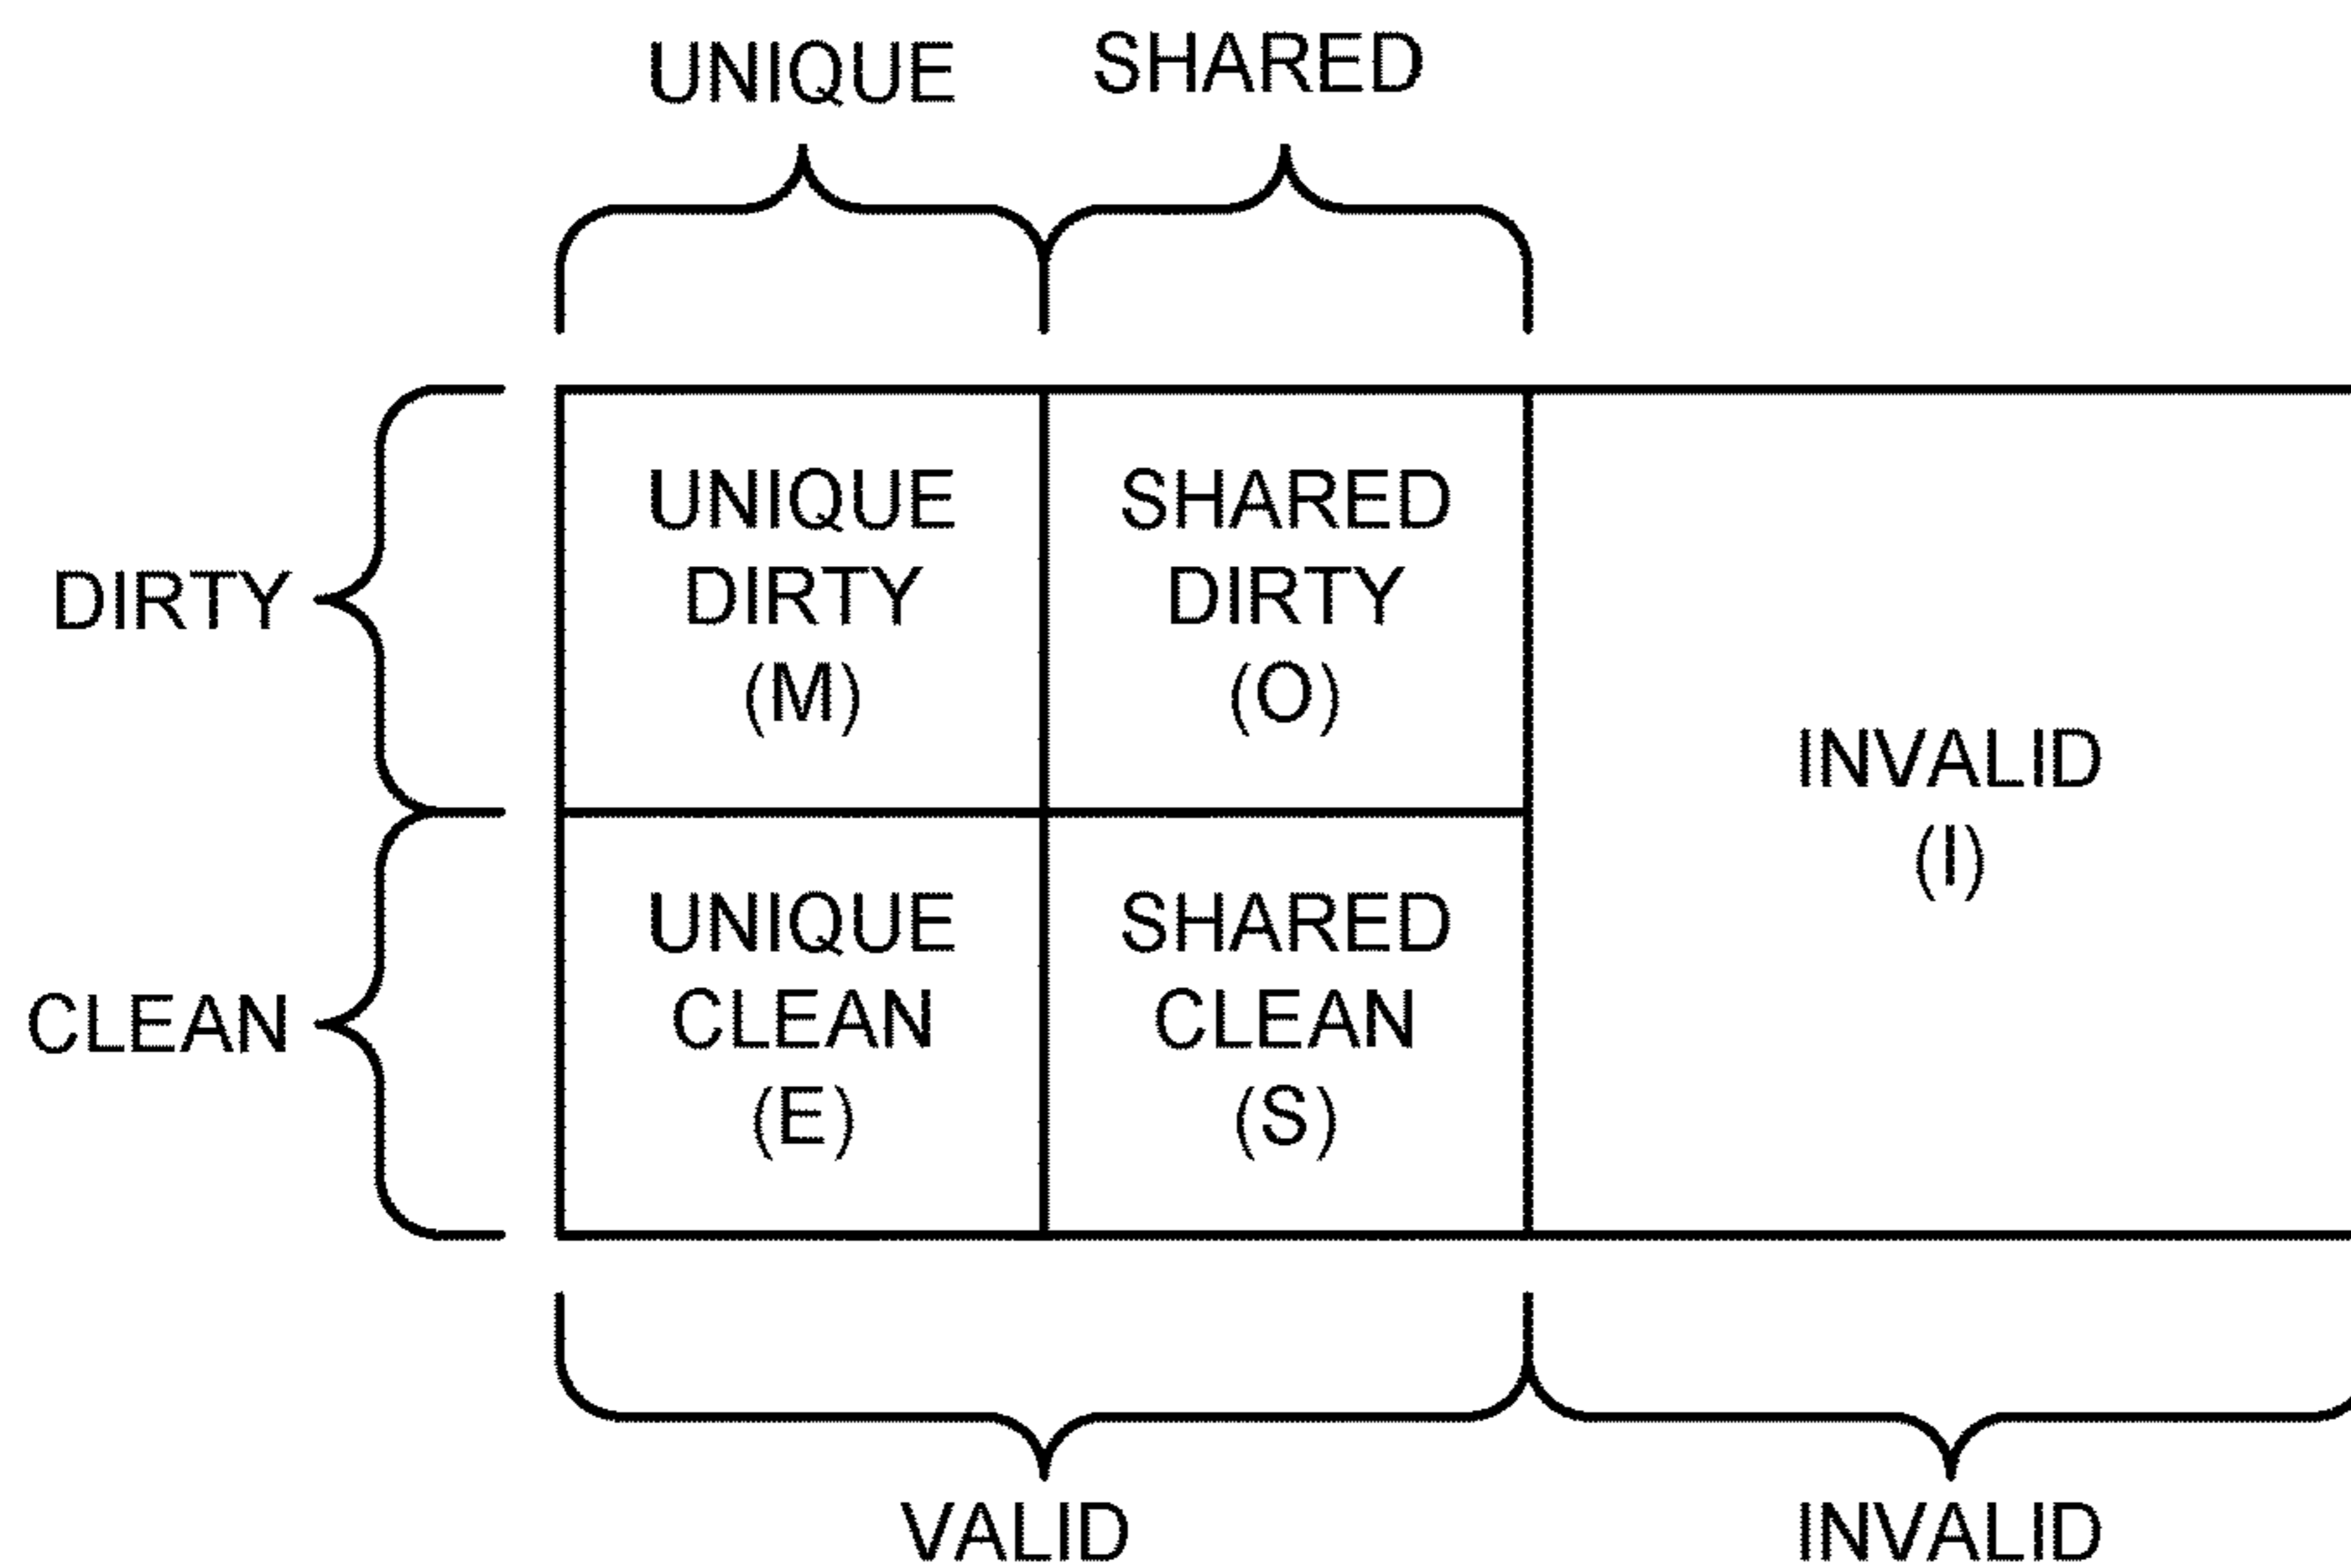 UNIQUE
SHARED
DIRTY
UNIQUE
DIRTY
(M)
SHARED
DIRTY
(O)
INVALID
(I)
CLEAN
UNIQUE
CLEAN
(E)
SHARED
CLEAN
(S)
VALID
INVALID